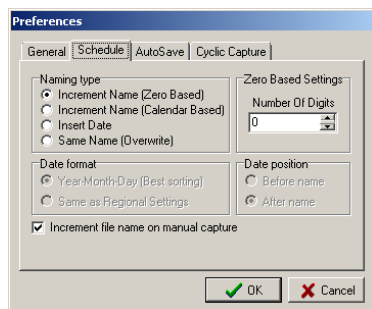 Preferences
General Schedule AutoSave Cyclic Capture
Naming type
Increment Name (Zero Based)
Increment Name (Calendar Based)
Insert Date
Same Name (Overwrite)
Zero Based Settings
Number Of Digits
0
Date format
Year-Month-Day (Best sorting)
Same as Regional Settings
Date position
Before name
After name
Increment file name on manual capture
OK Cancel